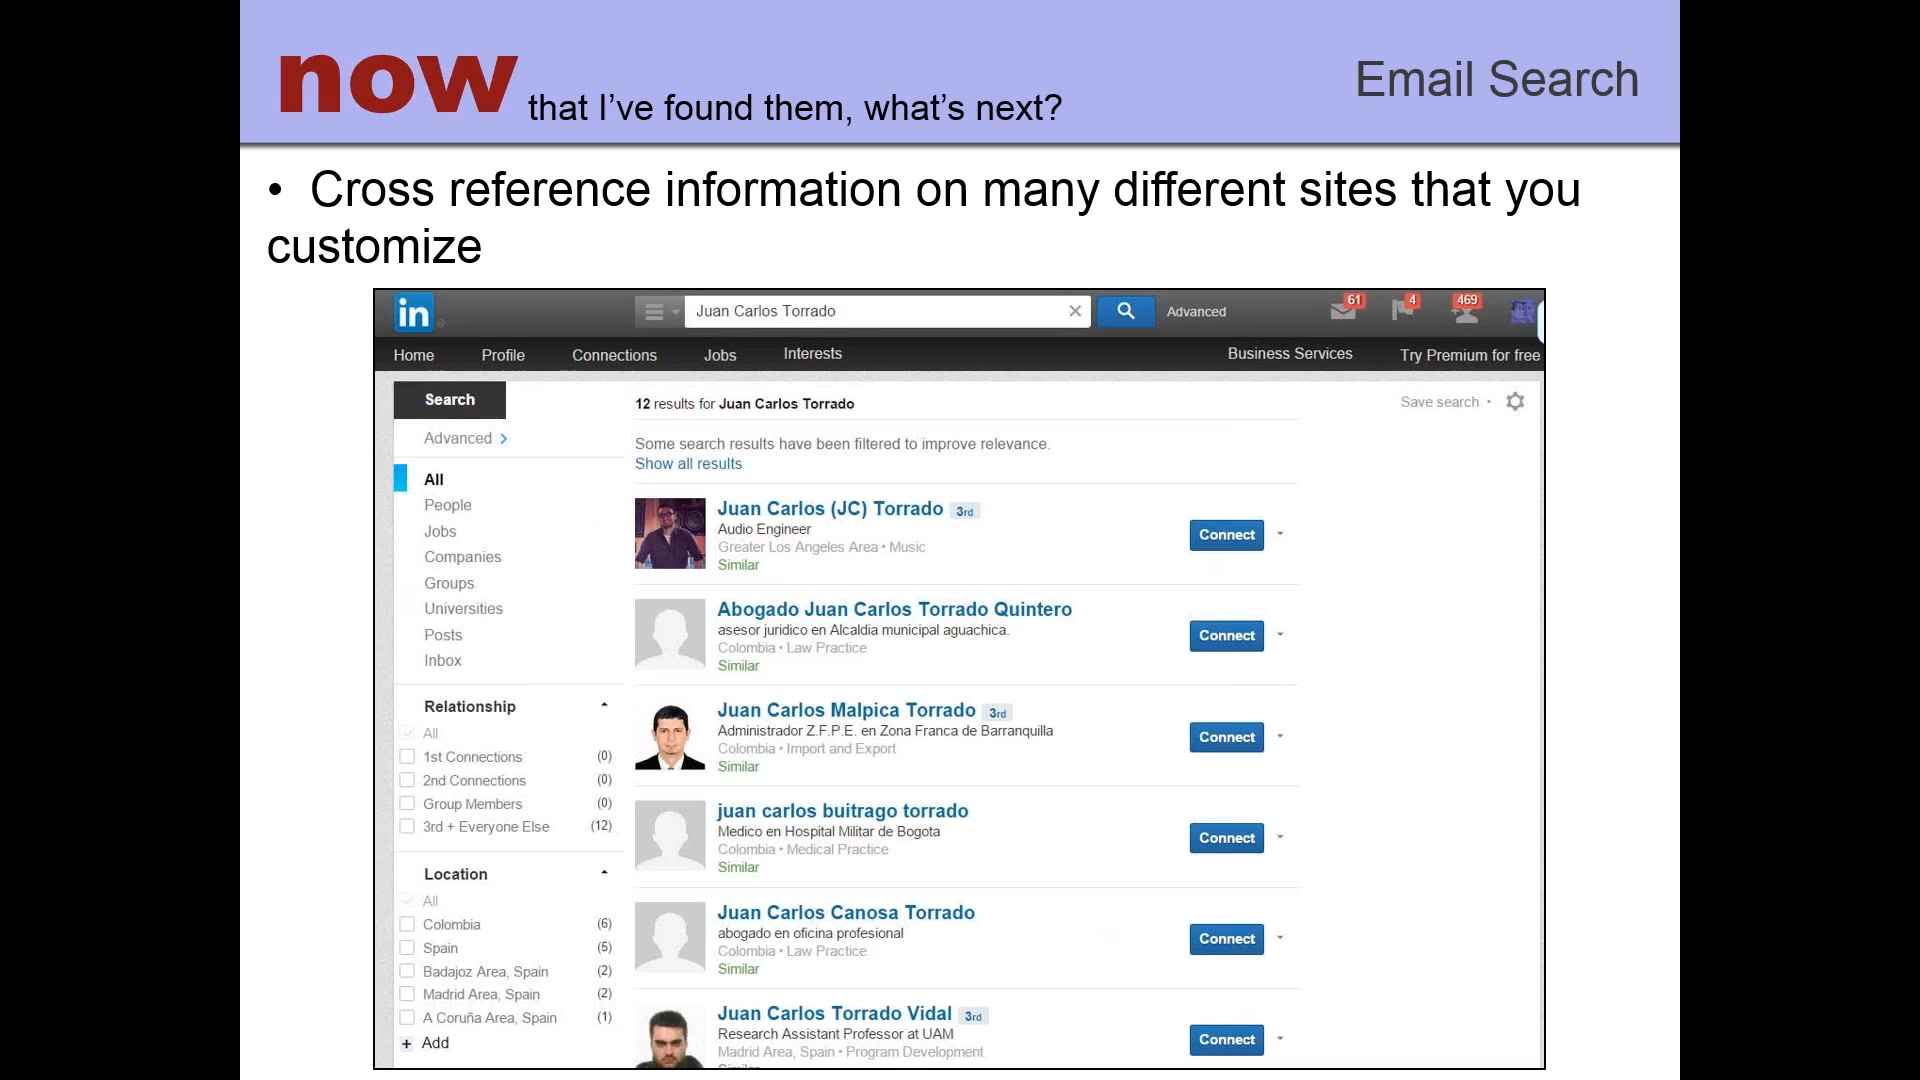 now that I’ve found them, what’s next?
Email Search
• Cross reference information on many different sites that you
customize
in
Juan Carlos Torrado
Advanced
61
4
469
Home Profile Connections Jobs Interests
Business Services Try Premium for free
Search
Advanced
All
People
Jobs
Companies
Groups
Universities
Posts
Inbox
Relationship
All
1st Connections (0)
2nd Connections (0)
Group Members (0)
3rd + Everyone Else (12)
Location
All
Colombia (6)
Spain (5)
Badajoz Area, Spain (2)
Madrid Area, Spain (2)
A Coruña Area, Spain (1)
+ Add
12 results for Juan Carlos Torrado
Save search •
Some search results have been filtered to improve relevance.
Show all results
Juan Carlos (JC) Torrado 3rd
Audio Engineer
Greater Los Angeles Area • Music
Similar
Connect
Abogado Juan Carlos Torrado Quintero
asesor juridico en Alcaldia municipal aguachica.
Colombia • Law Practice
Similar
Connect
Juan Carlos Malpica Torrado 3rd
Administrador Z.F.P.E. en Zona Franca de Barranquilla
Colombia • Import and Export
Similar
Connect
juan carlos buitrago torrado
Medico en Hospital Militar de Bogota
Colombia • Medical Practice
Similar
Connect
Juan Carlos Canosa Torrado
abogado en oficina profesional
Colombia • Law Practice
Similar
Connect
Juan Carlos Torrado Vidal 3rd
Research Assistant Professor at UAM
Madrid Area, Spain • Program Development
Connect